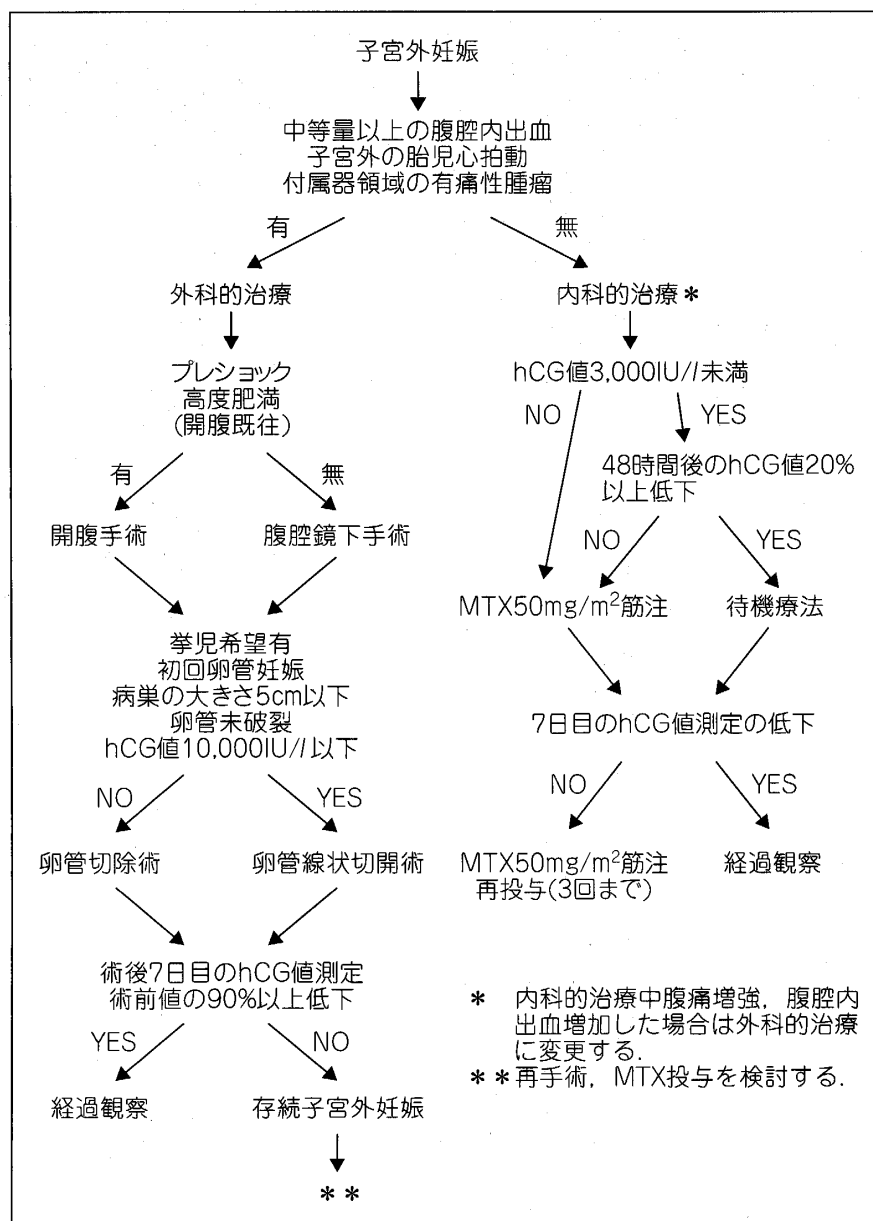 子宮外妊娠
中等量以上の腹腔内出血
子宮外の胎児心拍動
付属器領域の有痛性腫瘤
有
無
外科的治療
内科的治療＊
プレショック
高度肥満
(開腹既往)
有
無
開腹手術
腹腔鏡下手術
挙児希望有
初回卵管妊娠
病巣の大きさ5cm以下
卵管未破裂
hCG値10,000IU/l以下
NO
YES
卵管切除術
卵管線状切開術
術後7日目のhCG値測定
術前値の90%以上低下
YES
NO
経過観察
存続子宮外妊娠
＊＊
hCG値3,000IU/l未満
NO
YES
48時間後のhCG値20%
以上低下
NO
YES
MTX50mg/m²筋注
待機療法
7日目のhCG値測定の低下
NO
YES
MTX50mg/m²筋注
再投与(3回まで)
経過観察
＊ 内科的治療中腹痛増強，腹腔内
出血増加した場合は外科的治療
に変更する．
＊＊再手術，MTX投与を検討する．